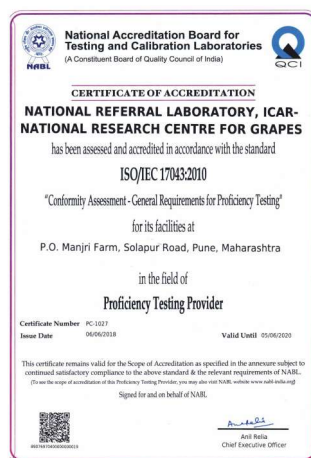 National Accreditation Board for
Testing and Calibration Laboratories
(A Constituent Board of Quality Council of India)
NABL
QCI
CERTIFICATE OF ACCREDITATION
NATIONAL REFERRAL LABORATORY, ICAR-
NATIONAL RESEARCH CENTRE FOR GRAPES
has been assessed and accredited in accordance with the standard
ISO/IEC 17043:2010
"Conformity Assessment - General Requirements for Proficiency Testing"
for its facilities at
P.O. Manjri Farm, Solapur Road, Pune, Maharashtra
in the field of
Proficiency Testing Provider
Certificate Number PC-1027
Issue Date 06/06/2018 Valid Until 05/06/2020
This certificate remains valid for the Scope of Accreditation as specified in the annexure subject to
continued satisfactory compliance to the above standard & the relevant requirements of NABL.
(To see the scope of accreditation of this Proficiency Testing Provider, you may also visit NABL website www.nabl-india.org)
Signed for and on behalf of NABL
Anil Relia
Chief Executive Officer